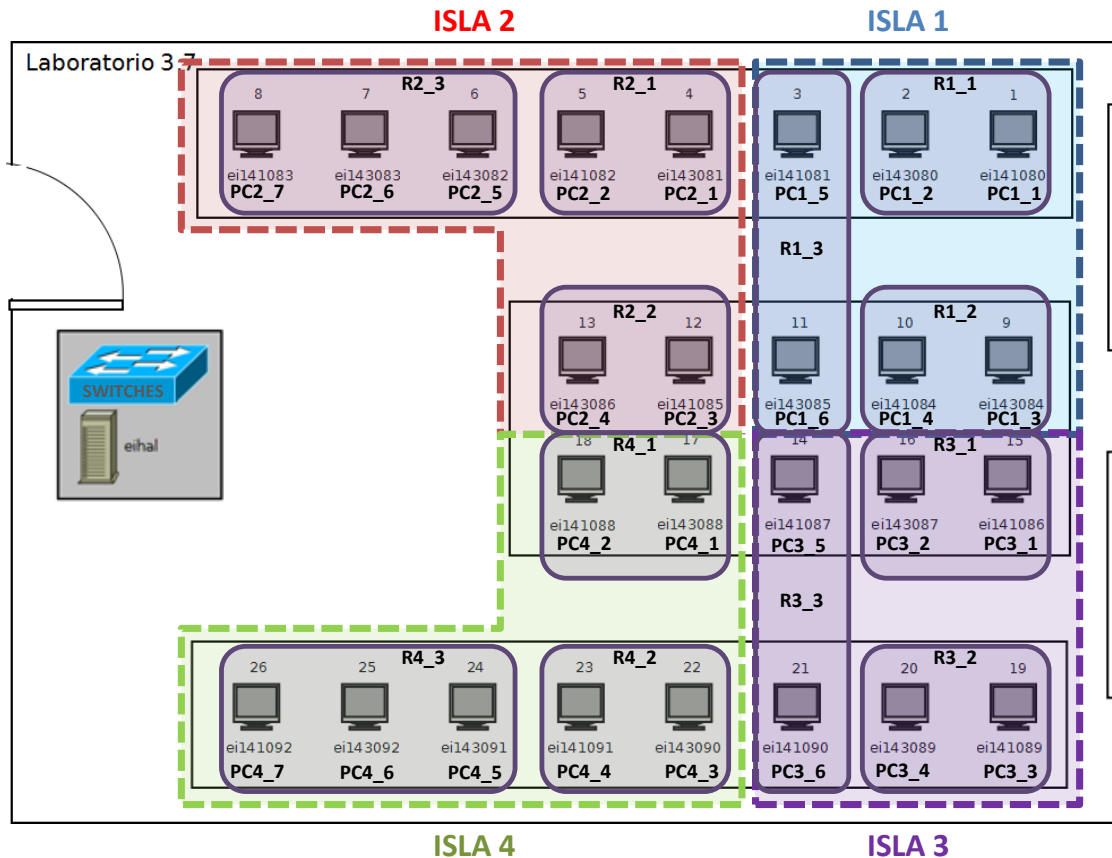 ISLA 2 ISLA 1
Laboratorio 3.7
R2_3 R2_1 R1_1
8 7 6 5 4 3 2 1
ei141083 ei143083 ei143082 ei141082 ei143081 ei141081 ei143080 ei141080
PC2_7 PC2_6 PC2_5 PC2_2 PC2_1 PC1_5 PC1_2 PC1_1
R1_3
R2_2 R1_2
13 12 11 10 9
ei143086 ei141085 ei143085 ei141084 ei143084
PC2_4 PC2_3 PC1_6 PC1_4 PC1_3
SWITCHES
eihal
R4_1 R3_1
18 17 14 16 15
ei141088 ei143088 ei141087 ei143087 ei141086
PC4_2 PC4_1 PC3_5 PC3_2 PC3_1
R3_3
R4_3 R4_2 R3_2
26 25 24 23 22 21 20 19
ei141092 ei143092 ei143091 ei141091 ei143090 ei141090 ei143089 ei141089
PC4_7 PC4_6 PC4_5 PC4_4 PC4_3 PC3_6 PC3_4 PC3_3
ISLA 4 ISLA 3